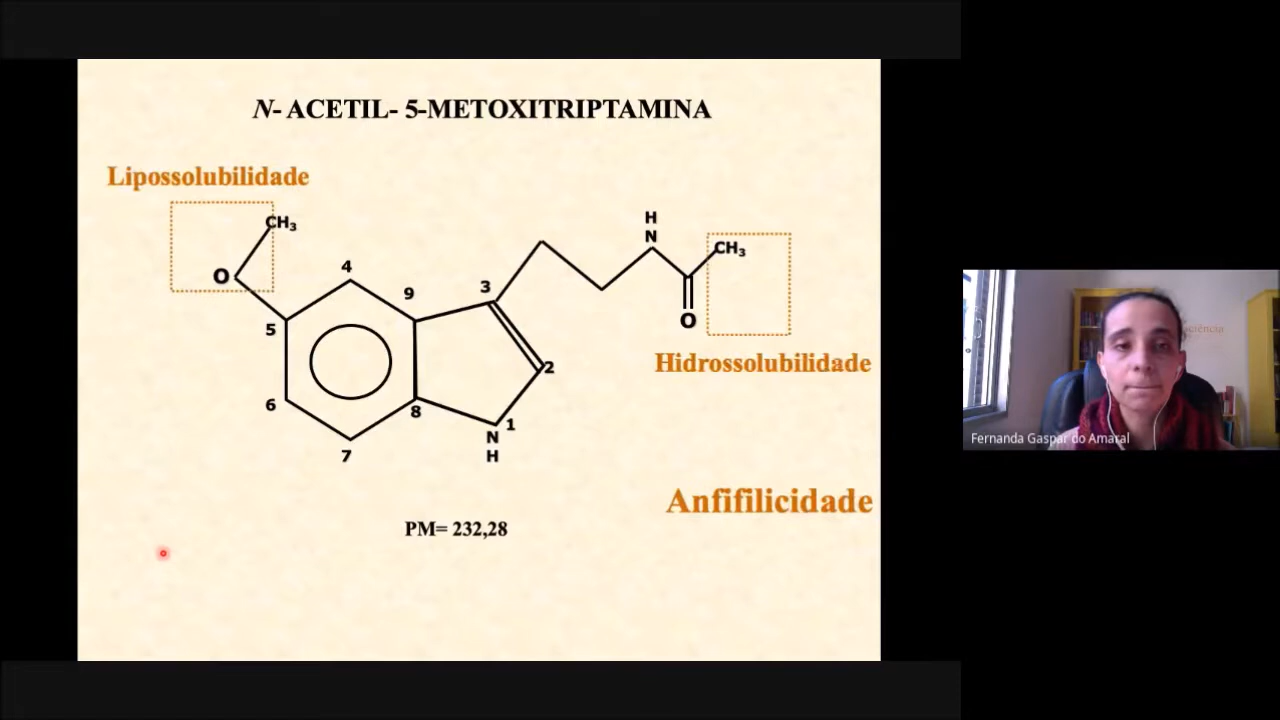 N- ACETIL- 5-METOXITRIPTAMINA
Lipossolubilidade
CH3
O
4
5
6
7
8
9
3
2
1
N
H
H
N
CH3
O
Hidrossolubilidade
Anfifilicidade
PM= 232,28
Fernanda Gaspar do Amaral